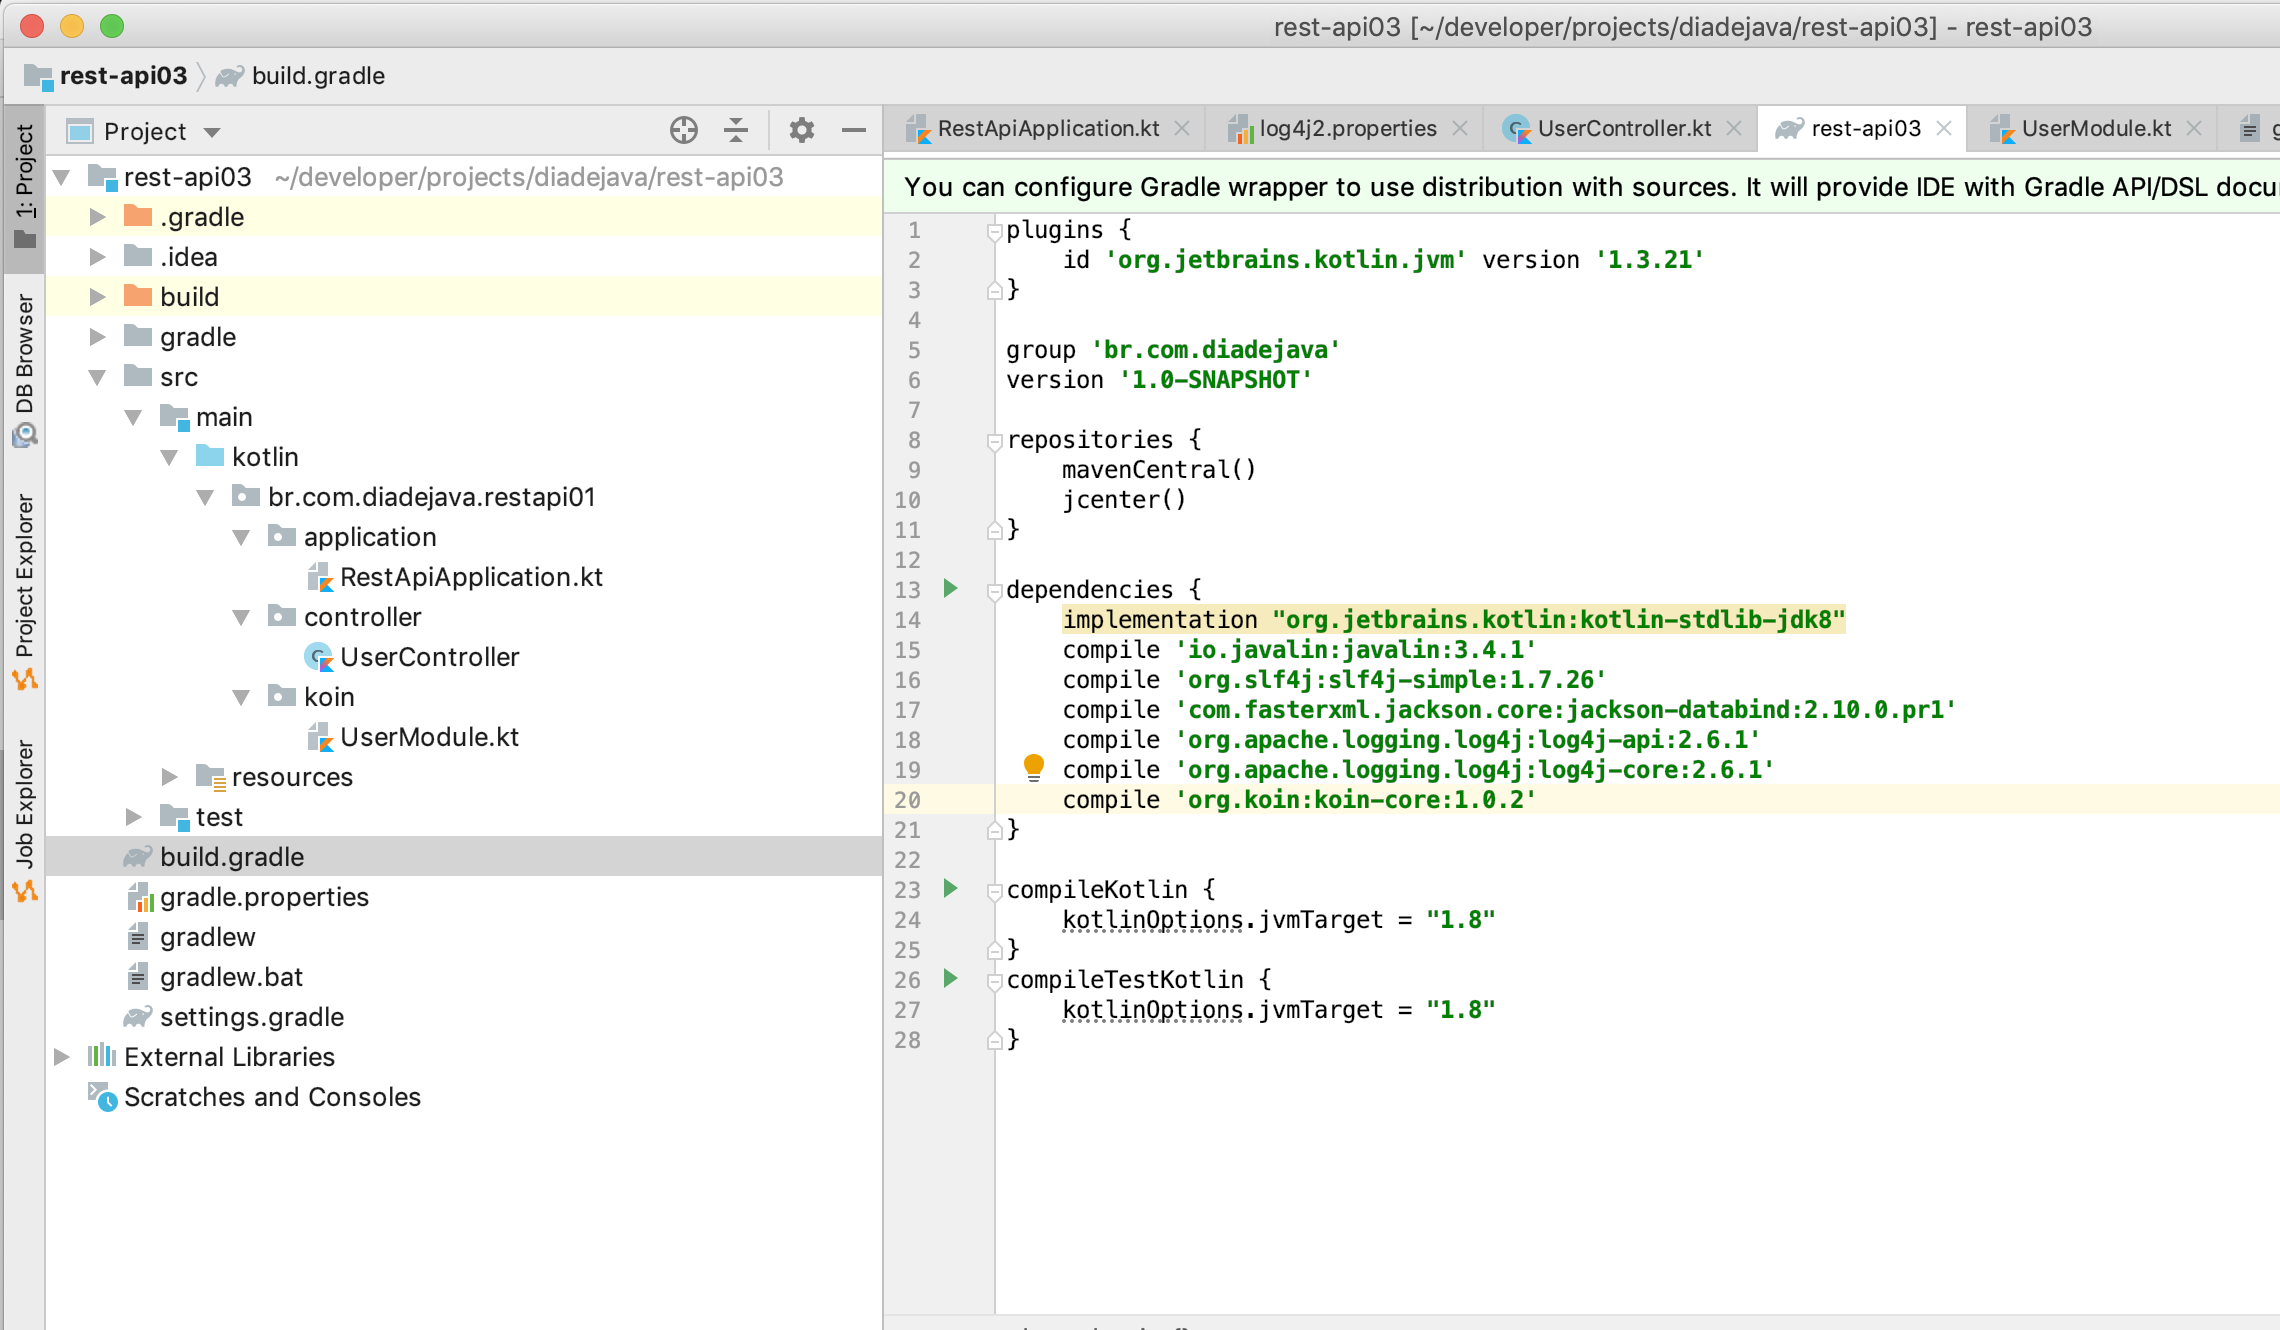 rest-api03 [~/developer/projects/diadejava/rest-api03] - rest-api03
rest-api03 build.gradle
1: Project
DB Browser
Project Explorer
Job Explorer
Project
rest-api03 ~/developer/projects/diadejava/rest-api03
.gradle
.idea
build
gradle
src
main
kotlin
br.com.diadejava.restapi01
application
RestApiApplication.kt
controller
UserController
koin
UserModule.kt
resources
test
build.gradle
gradle.properties
gradlew
gradlew.bat
settings.gradle
External Libraries
Scratches and Consoles
RestApiApplication.kt log4j2.properties UserController.kt rest-api03 UserModule.kt
You can configure Gradle wrapper to use distribution with sources. It will provide IDE with Gradle API/DSL docu
1 plugins {
2 id 'org.jetbrains.kotlin.jvm' version '1.3.21'
3 }
4
5 group 'br.com.diadejava'
6 version '1.0-SNAPSHOT'
7
8 repositories {
9 mavenCentral()
10 jcenter()
11 }
12
13 dependencies {
14 implementation "org.jetbrains.kotlin:kotlin-stdlib-jdk8"
15 compile 'io.javalin:javalin:3.4.1'
16 compile 'org.slf4j:slf4j-simple:1.7.26'
17 compile 'com.fasterxml.jackson.core:jackson-databind:2.10.0.pr1'
18 compile 'org.apache.logging.log4j:log4j-api:2.6.1'
19 compile 'org.apache.logging.log4j:log4j-core:2.6.1'
20 compile 'org.koin:koin-core:1.0.2'
21 }
22
23 compileKotlin {
24 kotlinOptions.jvmTarget = "1.8"
25 }
26 compileTestKotlin {
27 kotlinOptions.jvmTarget = "1.8"
28 }